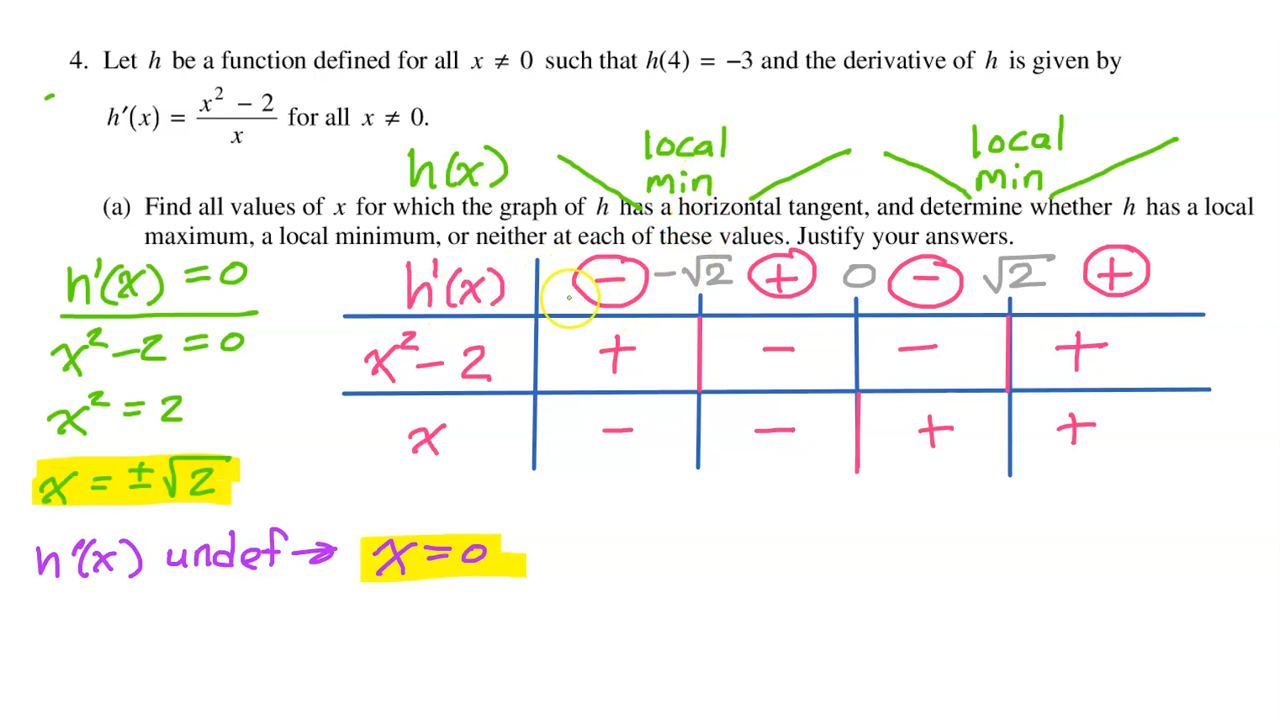 4. Let h be a function defined for all x ≠ 0 such that h(4) = −3 and the derivative of h is given by
h′(x) = (x² − 2)/x for all x ≠ 0.
h(x) local min local min
(a) Find all values of x for which the graph of h has a horizontal tangent, and determine whether h has a local
maximum, a local minimum, or neither at each of these values. Justify your answers.
h'(x) = 0
h'(x) − −√2 + 0 − √2 +
x² − 2 = 0
x² − 2 + − − +
x² = 2
x − − + +
x = ±√2
h'(x) undef → x = 0